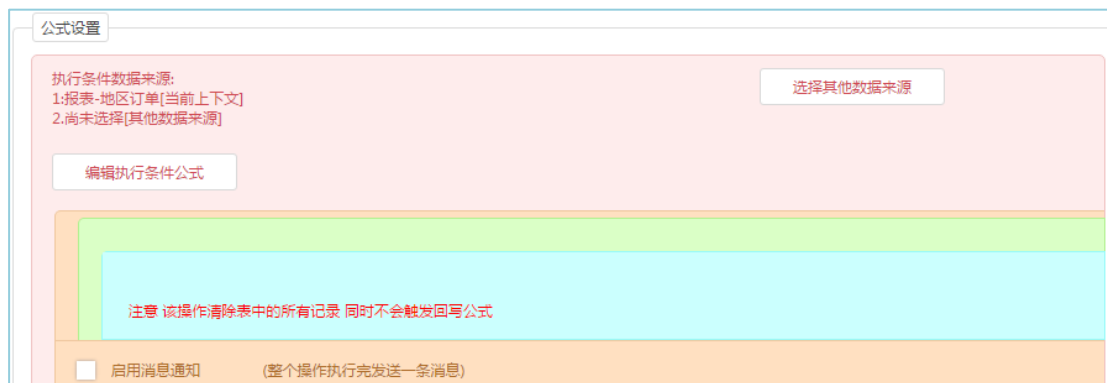 公式设置
执行条件数据来源:
1:报表-地区订单[当前上下文]
2.尚未选择[其他数据来源]
选择其他数据来源
编辑执行条件公式
注意 该操作清除表中的所有记录 同时不会触发回写公式
启用消息通知 (整个操作执行完发送一条消息)